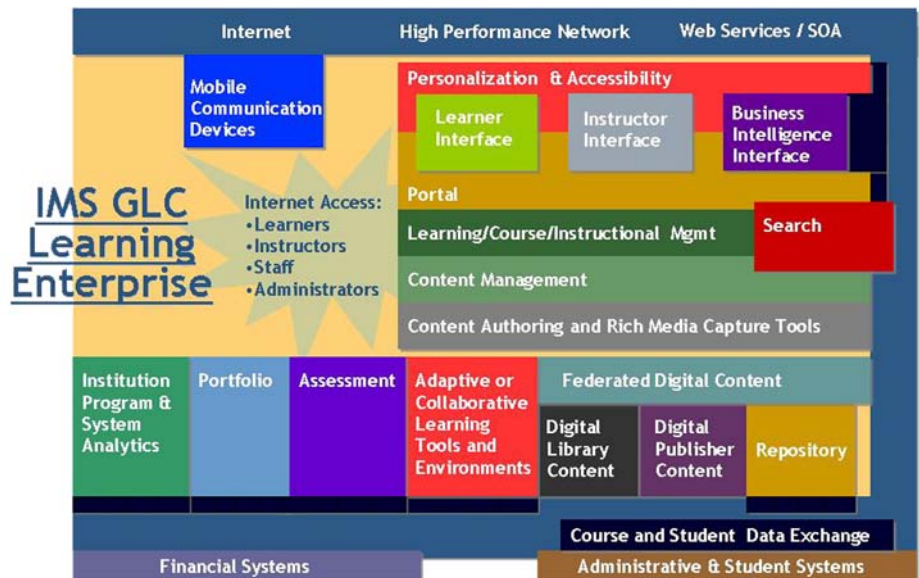 Internet
High Performance Network
Web Services / SOA
Mobile
Communication
Devices
Personalization & Accessibility
Learner
Interface
Instructor
Interface
Business
Intelligence
Interface
Portal
IMS GLC
Learning
Enterprise
Internet Access:
•Learners
•Instructors
•Staff
•Administrators
Learning/Course/Instructional Mgmt
Search
Content Management
Content Authoring and Rich Media Capture Tools
Institution
Program &
System
Analytics
Portfolio
Assessment
Adaptive or
Collaborative
Learning
Tools and
Environments
Federated Digital Content
Digital
Library
Content
Digital
Publisher
Content
Repository
Course and Student Data Exchange
Financial Systems
Administrative & Student Systems